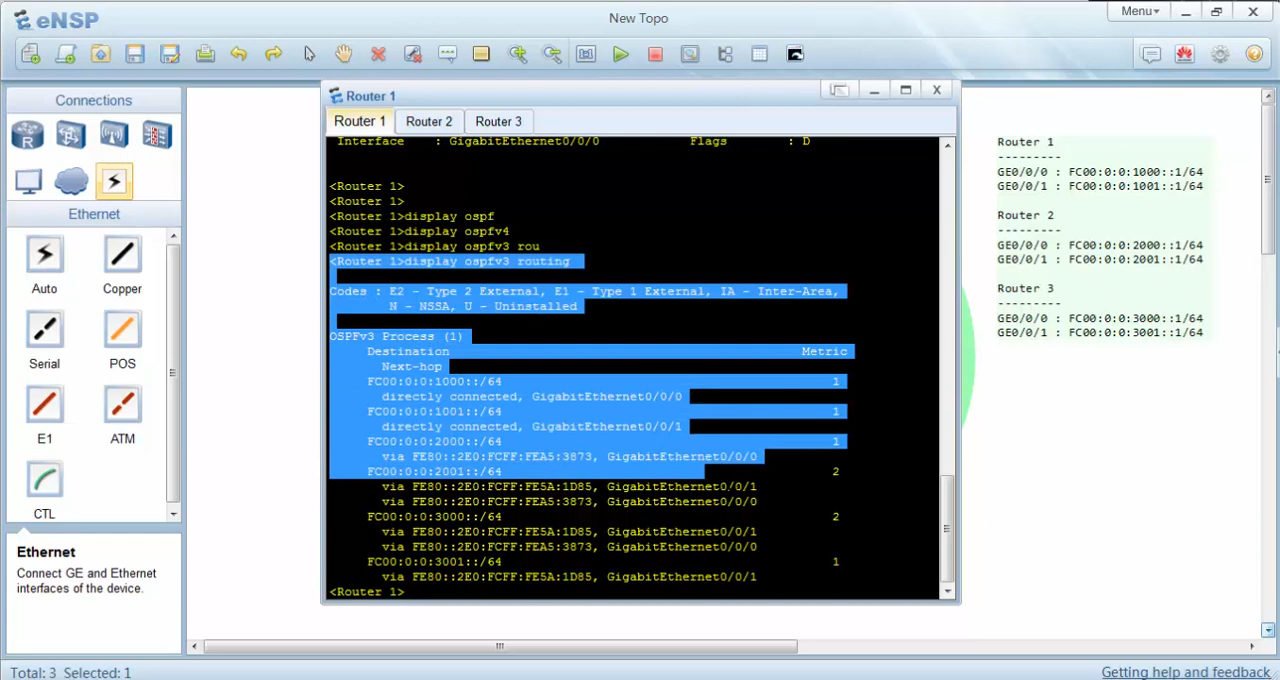 eNSP
New Topo
Menu
Connections
Ethernet
Auto
Copper
Serial
POS
E1
ATM
CTL
Ethernet
Connect GE and Ethernet
interfaces of the device.
Router 1
Router 1
Router 2
Router 3
Interface : GigabitEthernet0/0/0 Flags : D
<Router 1>
<Router 1>
<Router 1>display ospf
<Router 1>display ospfv4
<Router 1>display ospfv3 rou
<Router 1>display ospfv3 routing
Codes : E2 - Type 2 External, E1 - Type 1 External, IA - Inter-Area,
N - NSSA, U - Uninstalled
OSPFv3 Process (1)
Destination Metric
Next-hop
FC00:0:0:1000::/64 1
directly connected, GigabitEthernet0/0/0
FC00:0:0:1001::/64 1
directly connected, GigabitEthernet0/0/1
FC00:0:0:2000::/64 1
via FE80::2E0:FCFF:FEA5:3873, GigabitEthernet0/0/0
FC00:0:0:2001::/64 2
via FE80::2E0:FCFF:FE5A:1D85, GigabitEthernet0/0/1
via FE80::2E0:FCFF:FEA5:3873, GigabitEthernet0/0/0
FC00:0:0:3000::/64 2
via FE80::2E0:FCFF:FE5A:1D85, GigabitEthernet0/0/1
via FE80::2E0:FCFF:FEA5:3873, GigabitEthernet0/0/0
FC00:0:0:3001::/64 1
via FE80::2E0:FCFF:FE5A:1D85, GigabitEthernet0/0/1
<Router 1>
Router 1
---------
GE0/0/0 : FC00:0:0:1000::1/64
GE0/0/1 : FC00:0:0:1001::1/64
Router 2
---------
GE0/0/0 : FC00:0:0:2000::1/64
GE0/0/1 : FC00:0:0:2001::1/64
Router 3
---------
GE0/0/0 : FC00:0:0:3000::1/64
GE0/0/1 : FC00:0:0:3001::1/64
Total: 3 Selected: 1
Getting help and feedback